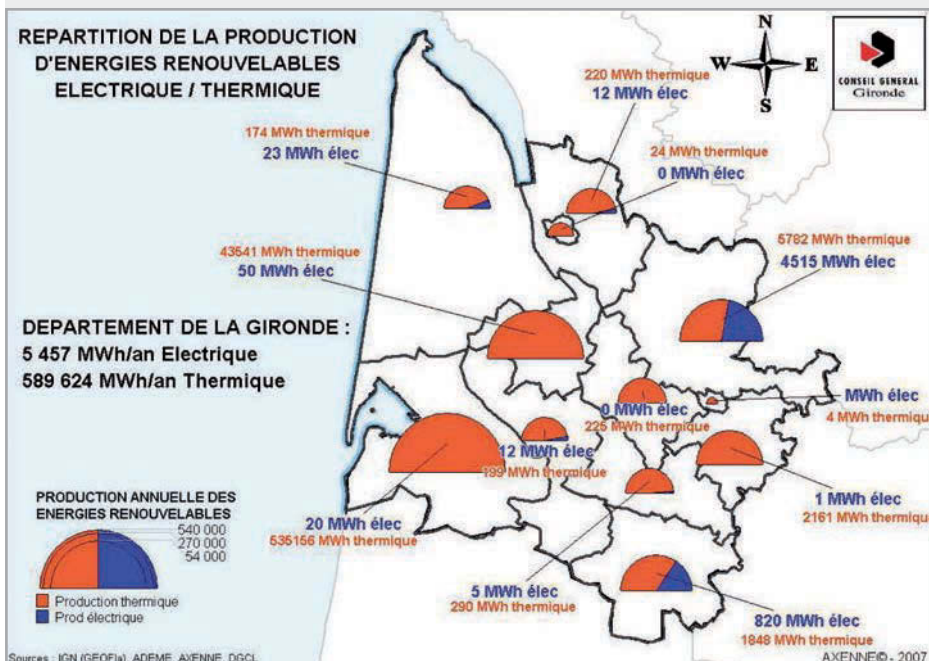 REPARTITION DE LA PRODUCTION
D'ENERGIES RENOUVELABLES
ELECTRIQUE / THERMIQUE
N
W E
S
CONSEIL GENERAL
Gironde
220 MWh thermique
12 MWh élec
174 MWh thermique
23 MWh élec
24 MWh thermique
0 MWh élec
43541 MWh thermique
50 MWh élec
5782 MWh thermique
4515 MWh élec
DEPARTEMENT DE LA GIRONDE :
5 457 MWh/an Electrique
589 624 MWh/an Thermique
MWh élec
4 MWh thermique
0 MWh élec
225 MWh thermique
12 MWh élec
199 MWh thermique
1 MWh élec
2161 MWh thermique
20 MWh élec
535156 MWh thermique
5 MWh élec
290 MWh thermique
820 MWh élec
1848 MWh thermique
PRODUCTION ANNUELLE DES
ENERGIES RENOUVELABLES
540 000
270 000
54 000
Production thermique
Prod électrique
Sources : IGN (GEOFla), ADEME, AXENNE, DGCL
AXENNE© - 2007